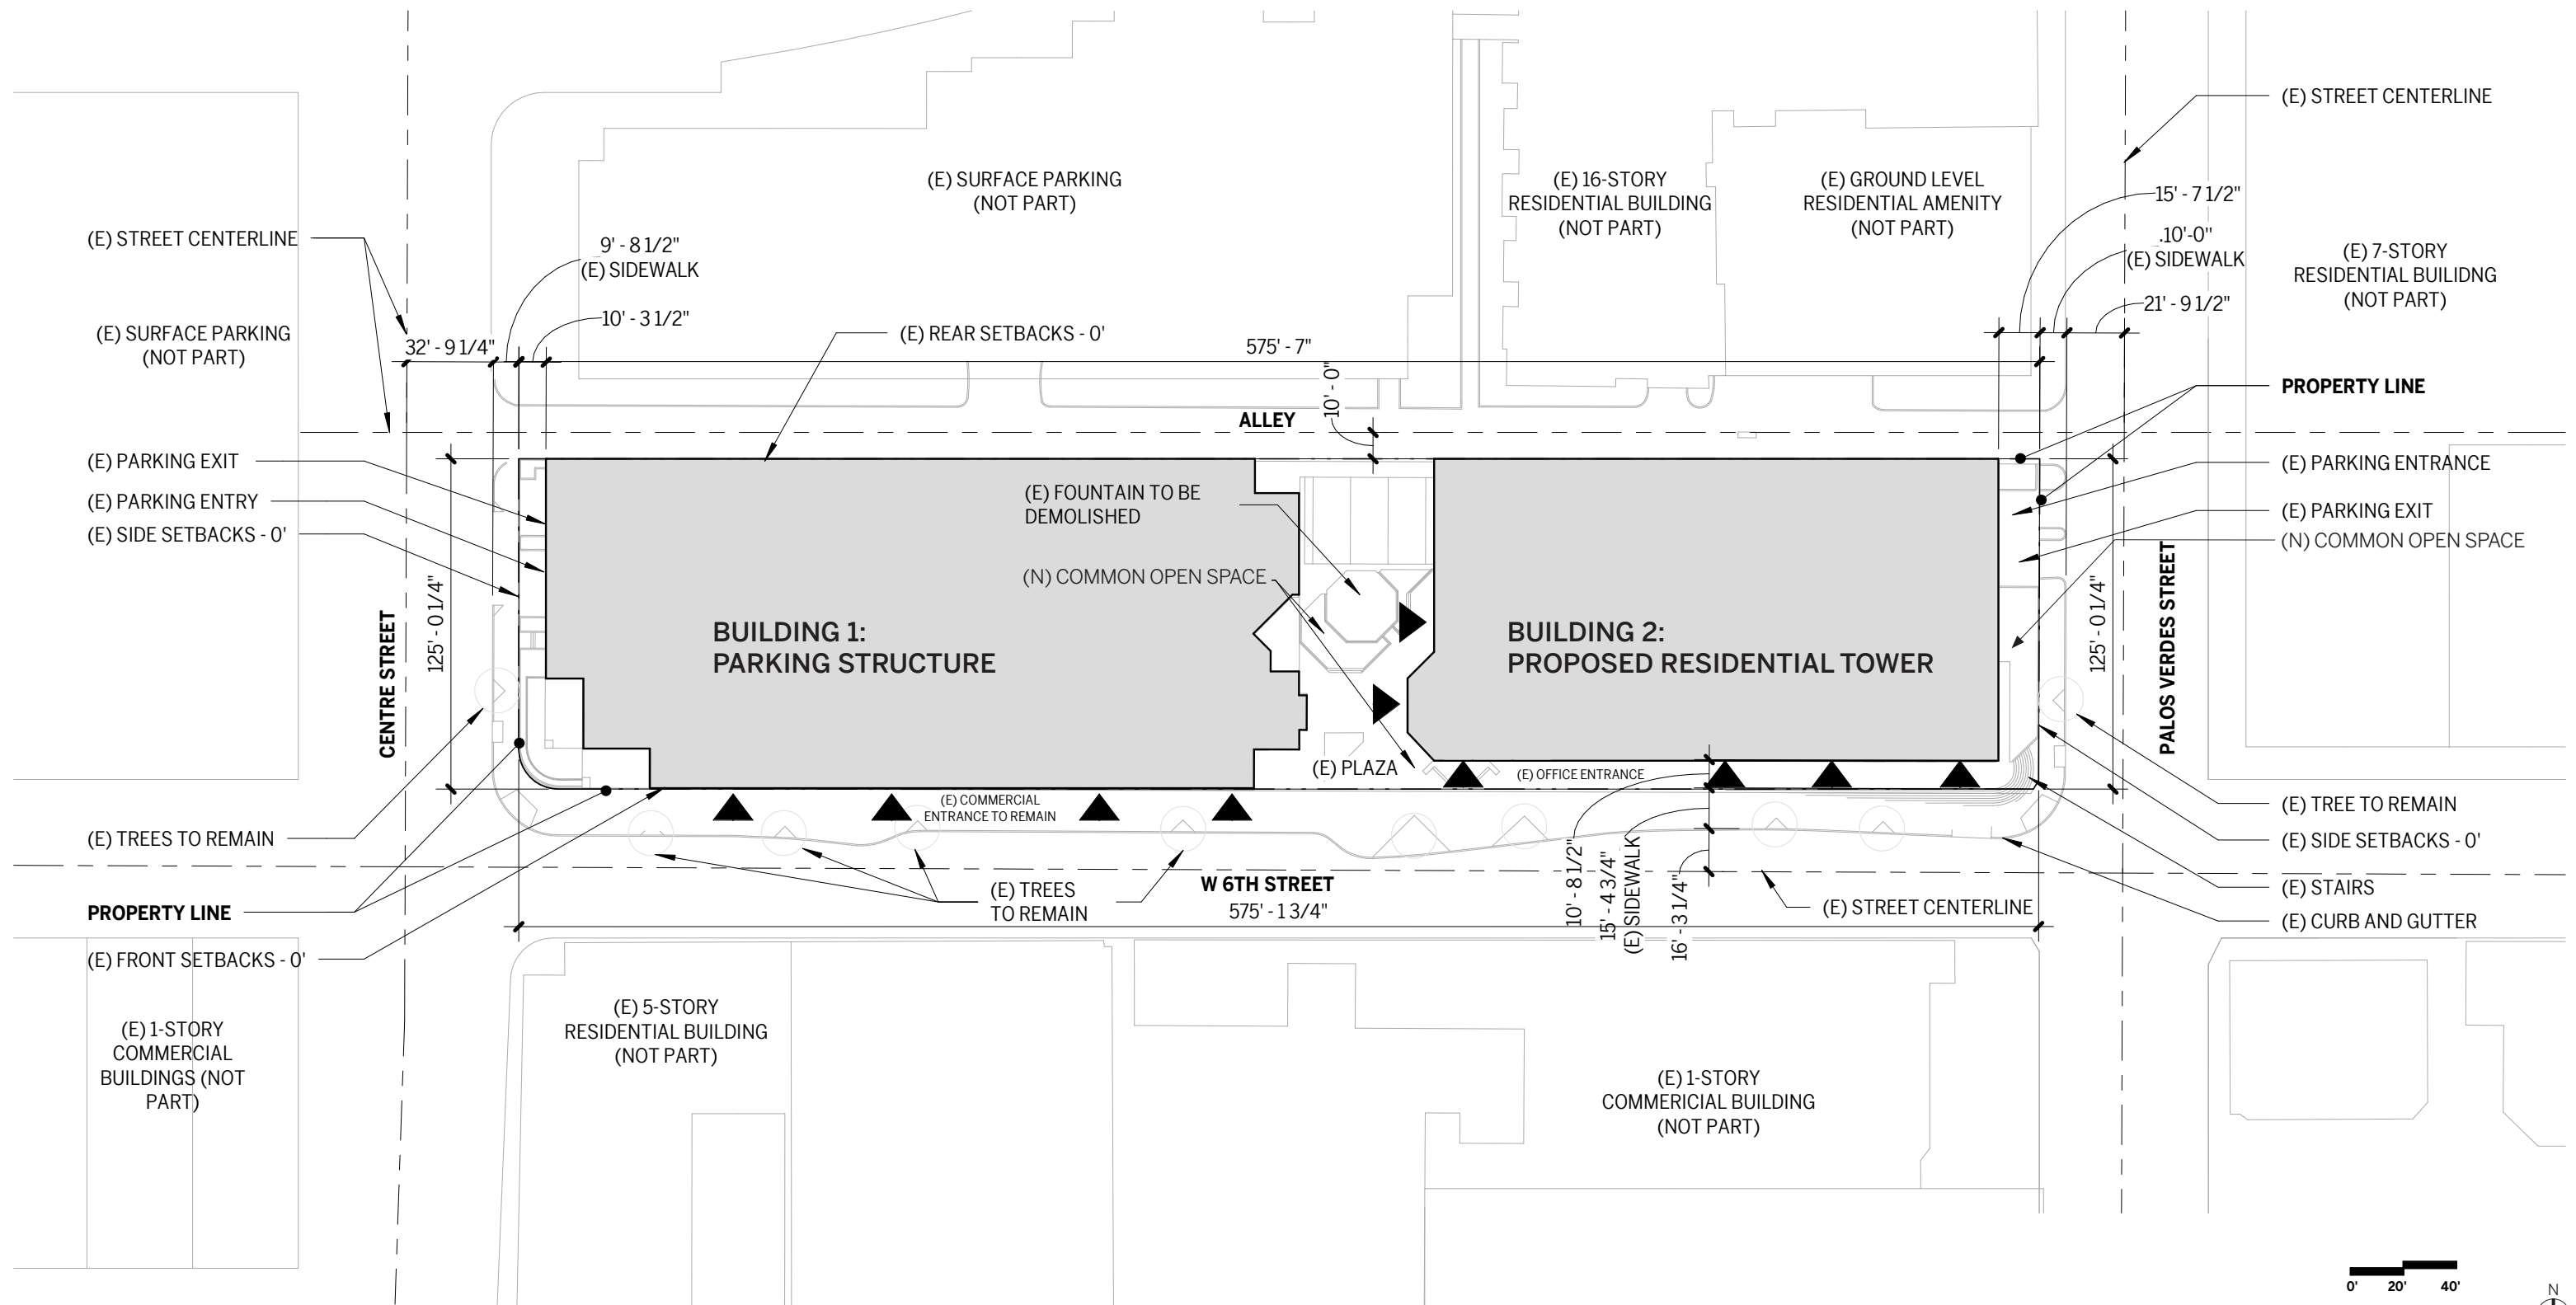 (E) STREET CENTERLINE
(E) SURFACE PARKING
(NOT PART)
(E) 16-STORY
RESIDENTIAL BUILDING
(NOT PART)
(E) GROUND LEVEL
RESIDENTIAL AMENITY
(NOT PART)
15' - 7 1/2"
.10'-0"
(E) SIDEWALK
21' - 9 1/2"
(E) 7-STORY
RESIDENTIAL BUILIDNG
(NOT PART)
(E) STREET CENTERLINE
9' - 8 1/2"
(E) SIDEWALK
10' - 3 1/2"
(E) SURFACE PARKING
(NOT PART)
32' - 9 1/4"
(E) REAR SETBACKS - 0'
575' - 7"
10' - 0"
PROPERTY LINE
ALLEY
(E) PARKING EXIT
(E) PARKING ENTRY
(E) SIDE SETBACKS - 0'
(E) FOUNTAIN TO BE
DEMOLISHED
(N) COMMON OPEN SPACE
(E) PARKING ENTRANCE
(E) PARKING EXIT
(N) COMMON OPEN SPACE
CENTRE STREET
125' - 0 1/4"
BUILDING 1:
PARKING STRUCTURE
BUILDING 2:
PROPOSED RESIDENTIAL TOWER
125' - 0 1/4"
PALOS VERDES STREET
(E) PLAZA
(E) OFFICE ENTRANCE
(E) COMMERCIAL
ENTRANCE TO REMAIN
(E) TREES TO REMAIN
PROPERTY LINE
(E) FRONT SETBACKS - 0'
(E) TREES
TO REMAIN
W 6TH STREET
575' - 1 3/4"
10' - 8 1/2"
15' - 4 3/4"
(E) SIDEWALK
16' - 3 1/4"
(E) STREET CENTERLINE
(E) TREE TO REMAIN
(E) SIDE SETBACKS - 0'
(E) STAIRS
(E) CURB AND GUTTER
(E) 1-STORY
COMMERCIAL
BUILDINGS (NOT
PART)
(E) 5-STORY
RESIDENTIAL BUILDING
(NOT PART)
(E) 1-STORY
COMMERICIAL BUILDING
(NOT PART)
0' 20' 40'
N